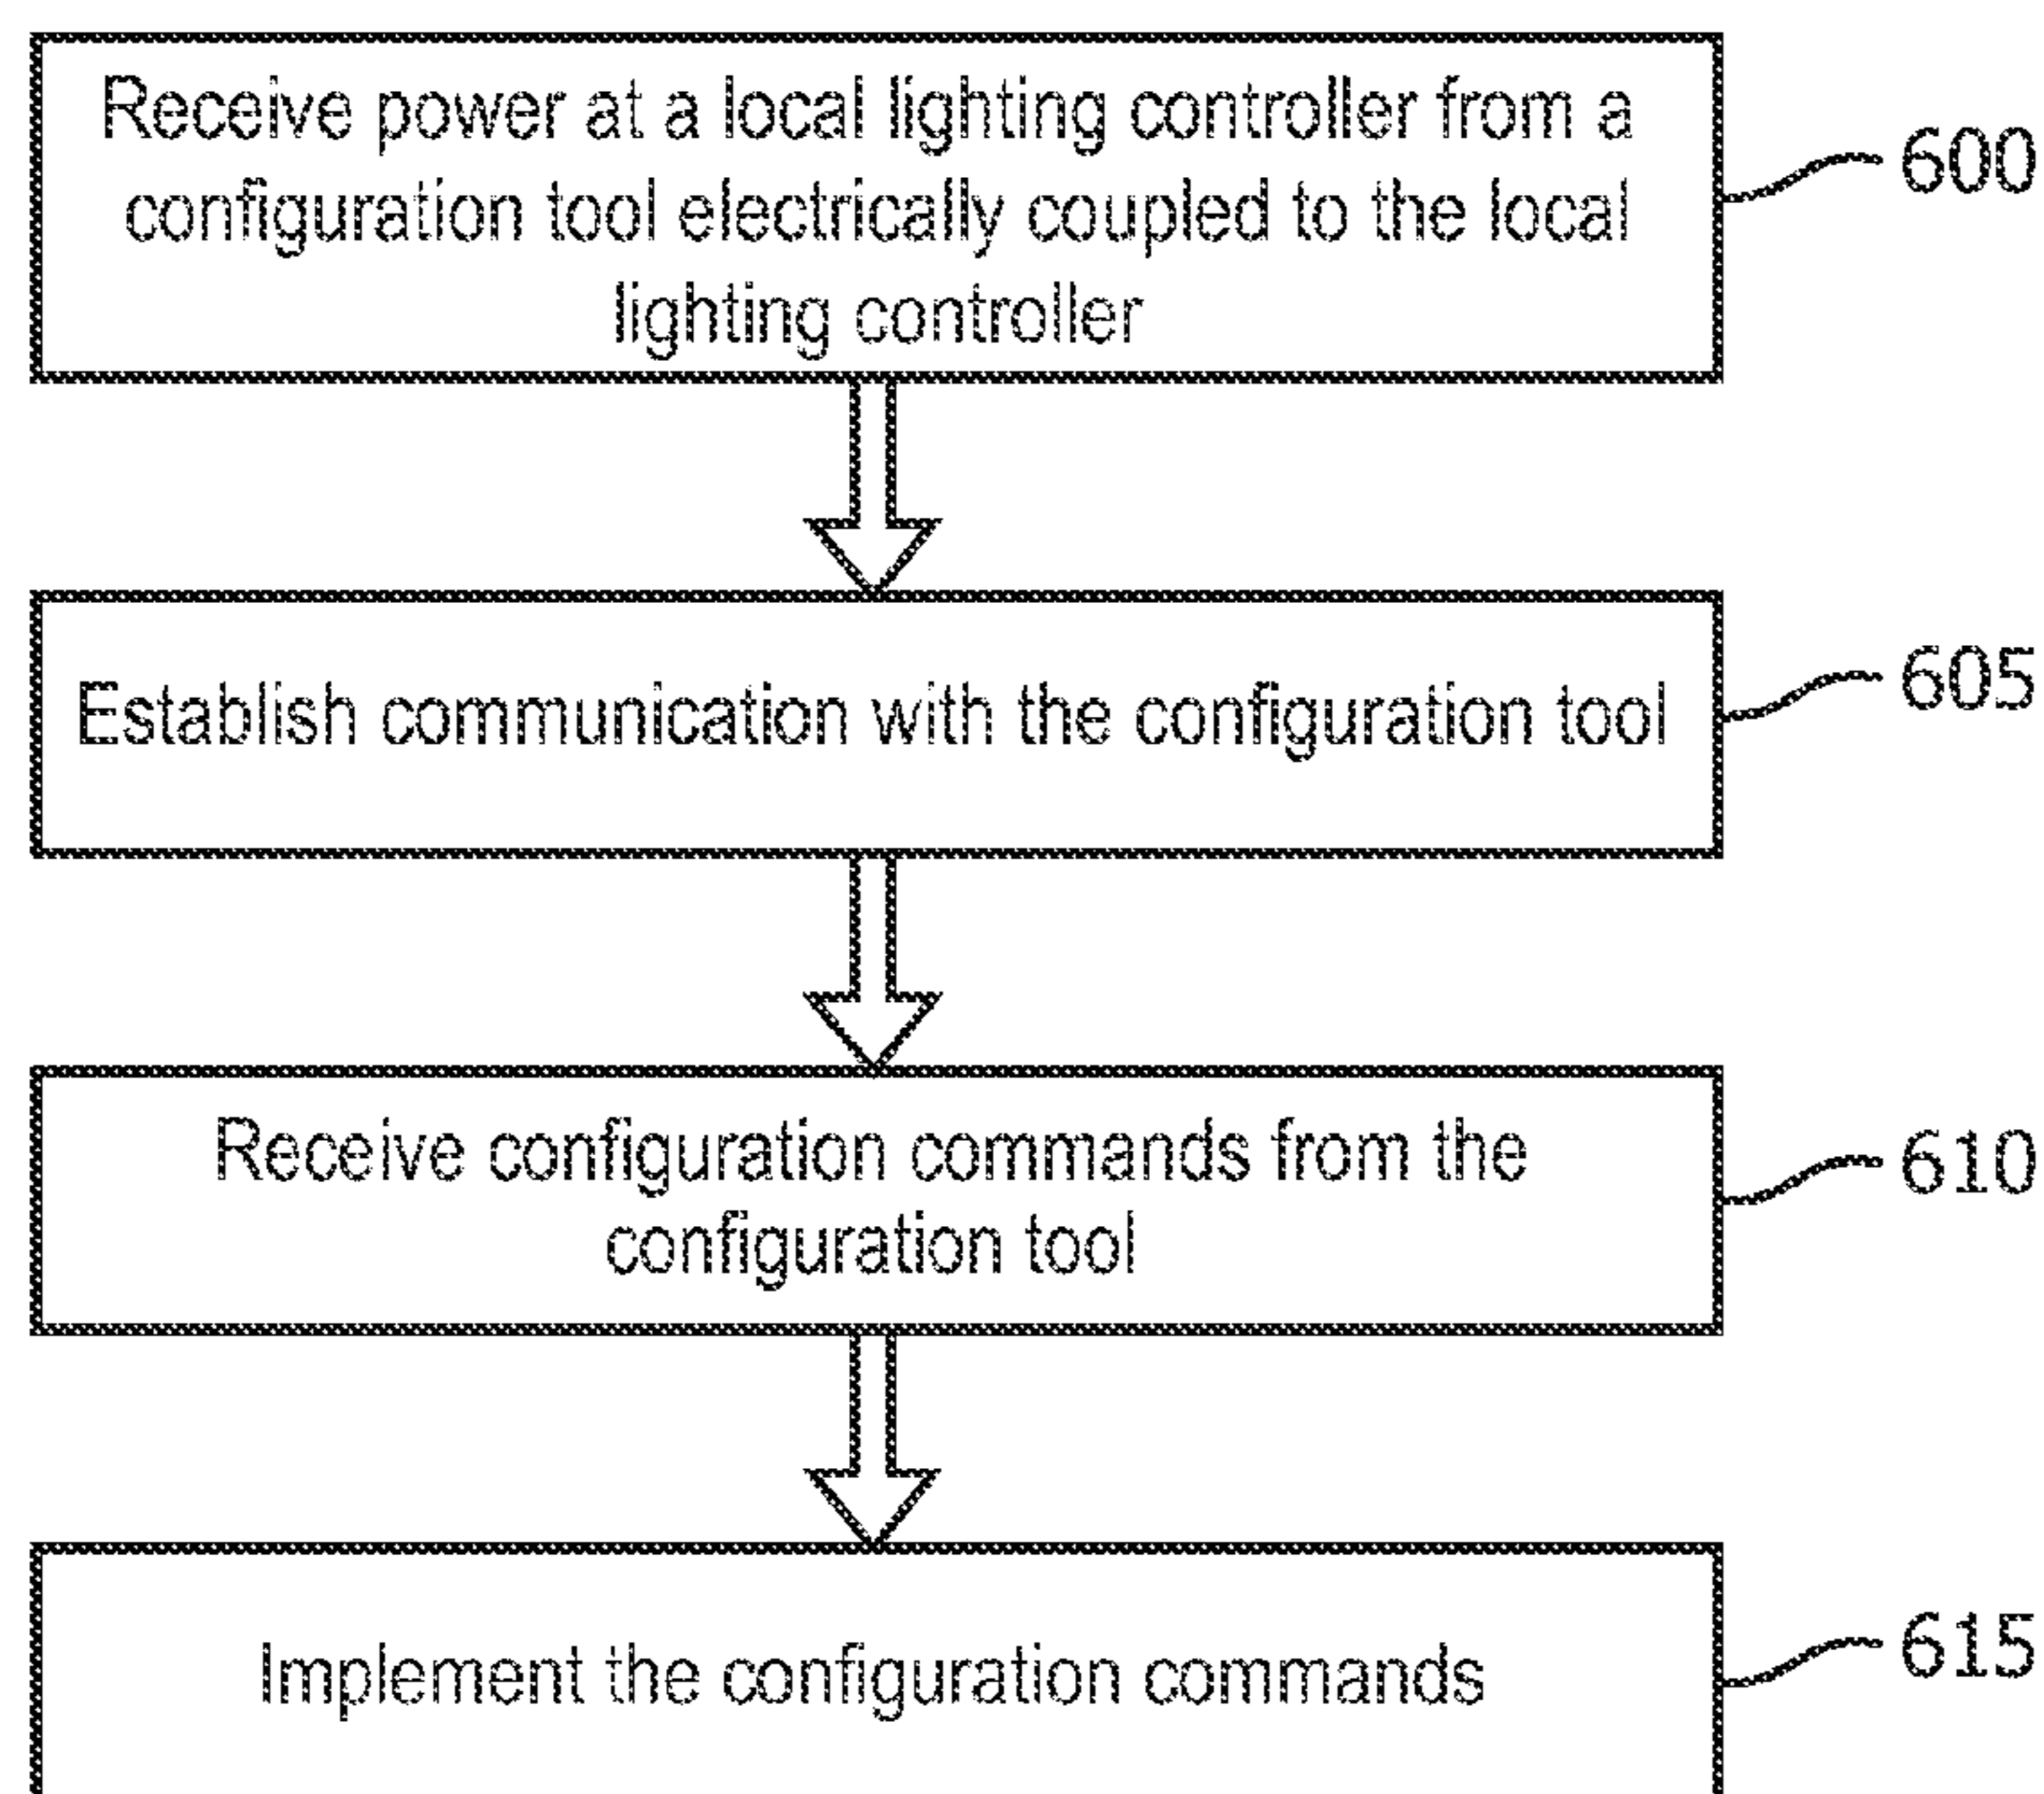 Receive power at a local lighting controller from a
configuration tool electrically coupled to the local
lighting controller
600
Establish communication with the configuration tool
605
Receive configuration commands from the
configuration tool
610
Implement the configuration commands
615